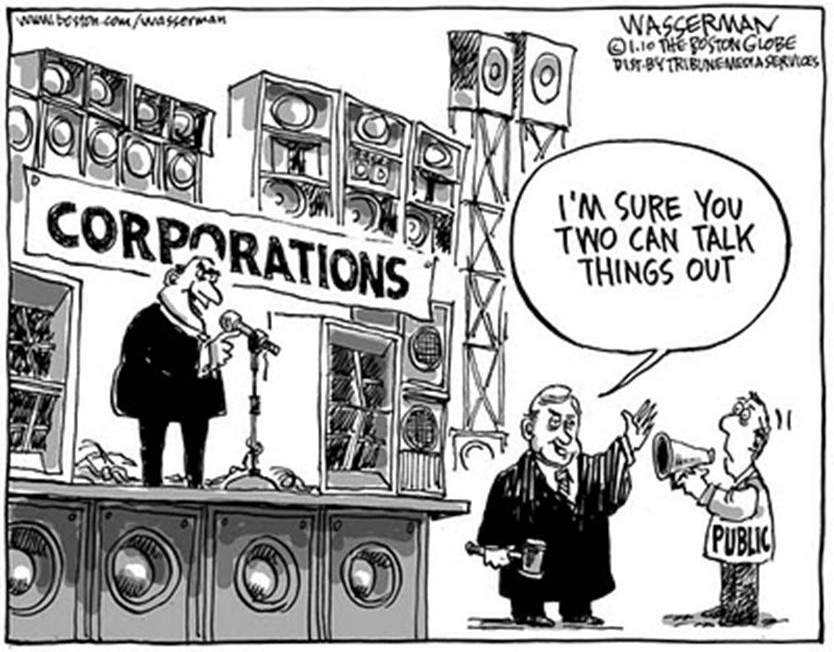 www.boston.com/wasserman
WASSERMAN
©1.10 THE BOSTON GLOBE
DIST. BY TRIBUNE MEDIA SERVICES
CORPORATIONS
I'M SURE YOU
TWO CAN TALK
THINGS OUT
PUBLIC